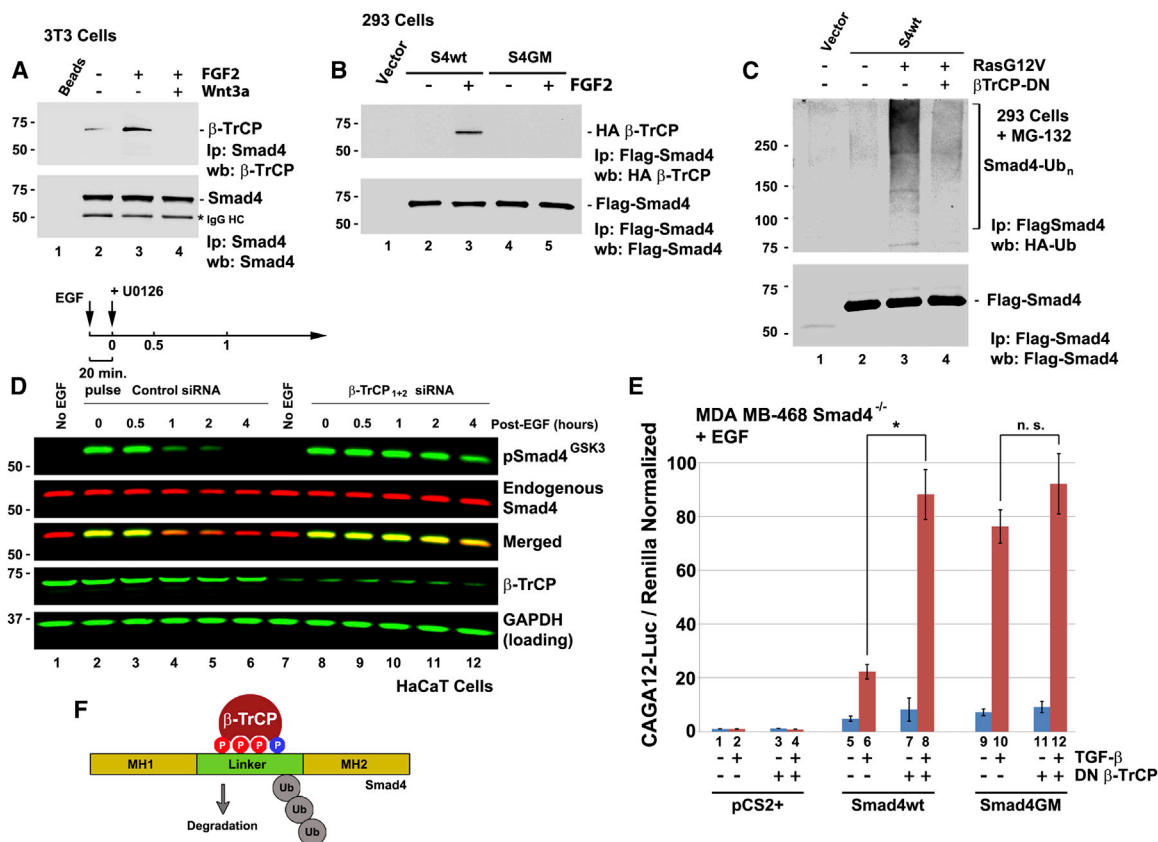 3T3 Cells
A
Beads
- + + FGF2
- - + Wnt3a
75 -
50 -
- β-TrCP
Ip: Smad4
wb: β-TrCP
75 -
50 -
- Smad4
* IgG HC
Ip: Smad4
wb: Smad4
1 2 3 4
293 Cells
B
Vector
S4wt S4GM
- + - + FGF2
75 -
50 -
- HA β-TrCP
Ip: Flag-Smad4
wb: HA β-TrCP
75 -
50 -
- Flag-Smad4
Ip: Flag-Smad4
wb: Flag-Smad4
1 2 3 4 5
C
Vector
S4wt
- - + + RasG12V
- - - + βTrCP-DN
250 -
150 -
100 -
75 -
293 Cells
+ MG-132
Smad4-Ubn
Ip: FlagSmad4
wb: HA-Ub
75 -
50 -
- Flag-Smad4
Ip: Flag-Smad4
wb: Flag-Smad4
1 2 3 4
EGF + U0126
0 0.5 1
20 min.
pulse
D
No EGF
Control siRNA
No EGF
β-TrCP1+2 siRNA
0 0.5 1 2 4 0 0.5 1 2 4 Post-EGF (hours)
50 - pSmad4GSK3
50 - Endogenous
Smad4
50 - Merged
75 - β-TrCP
37 - GAPDH
(loading)
1 2 3 4 5 6 7 8 9 10 11 12
HaCaT Cells
E
MDA MB-468 Smad4-/-
+ EGF
* n. s.
CAGA12-Luc / Renilla Normalized
100
80
60
40
20
0
1 2 3 4 5 6 7 8 9 10 11 12
- + - + - + - + - + - + TGF-β
- - + + - - + + - - + + DN β-TrCP
pCS2+ Smad4wt Smad4GM
F
β-TrCP
P P P P
MH1 Linker MH2
Smad4
Ub
Ub
Ub
Degradation